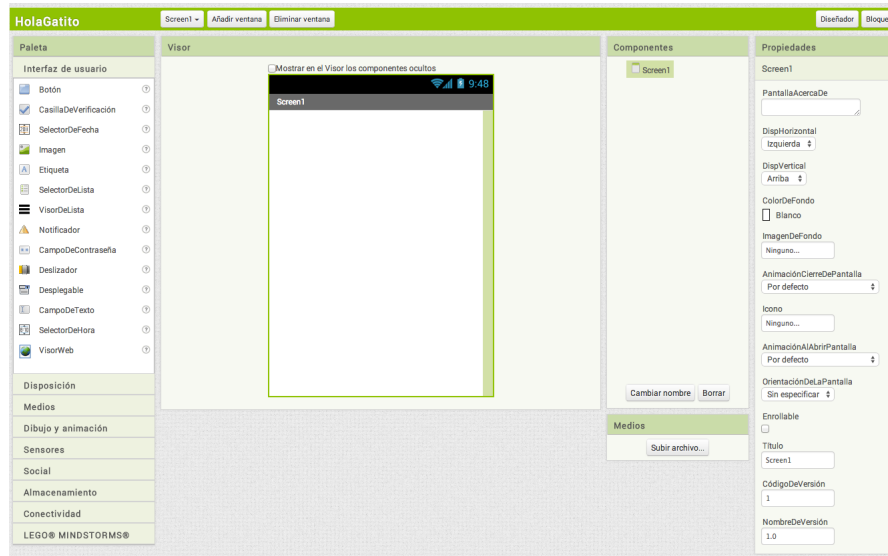 HolaGatito
Screen1
Añadir ventana
Eliminar ventana
Diseñador
Bloque
Paleta
Interfaz de usuario
Botón
CasillaDeVerificación
SelectorDeFecha
Imagen
Etiqueta
SelectorDeLista
VisorDeLista
Notificador
CampoDeContraseña
Deslizador
Desplegable
CampoDeTexto
SelectorDeHora
VisorWeb
Disposición
Medios
Dibujo y animación
Sensores
Social
Almacenamiento
Conectividad
LEGO® MINDSTORMS®
Visor
Mostrar en el Visor los componentes ocultos
9:48
Screen1
Componentes
Screen1
Cambiar nombre
Borrar
Medios
Subir archivo...
Propiedades
Screen1
PantallaAcercaDe
DispHorizontal
Izquierda
DispVertical
Arriba
ColorDeFondo
Blanco
ImagenDeFondo
Ninguno...
AnimaciónCierreDePantalla
Por defecto
Icono
Ninguno...
AnimaciónAlAbrirPantalla
Por defecto
OrientaciónDeLaPantalla
Sin especificar
Enrollable
Título
Screen1
CódigoDeVersión
1
NombreDeVersión
1.0